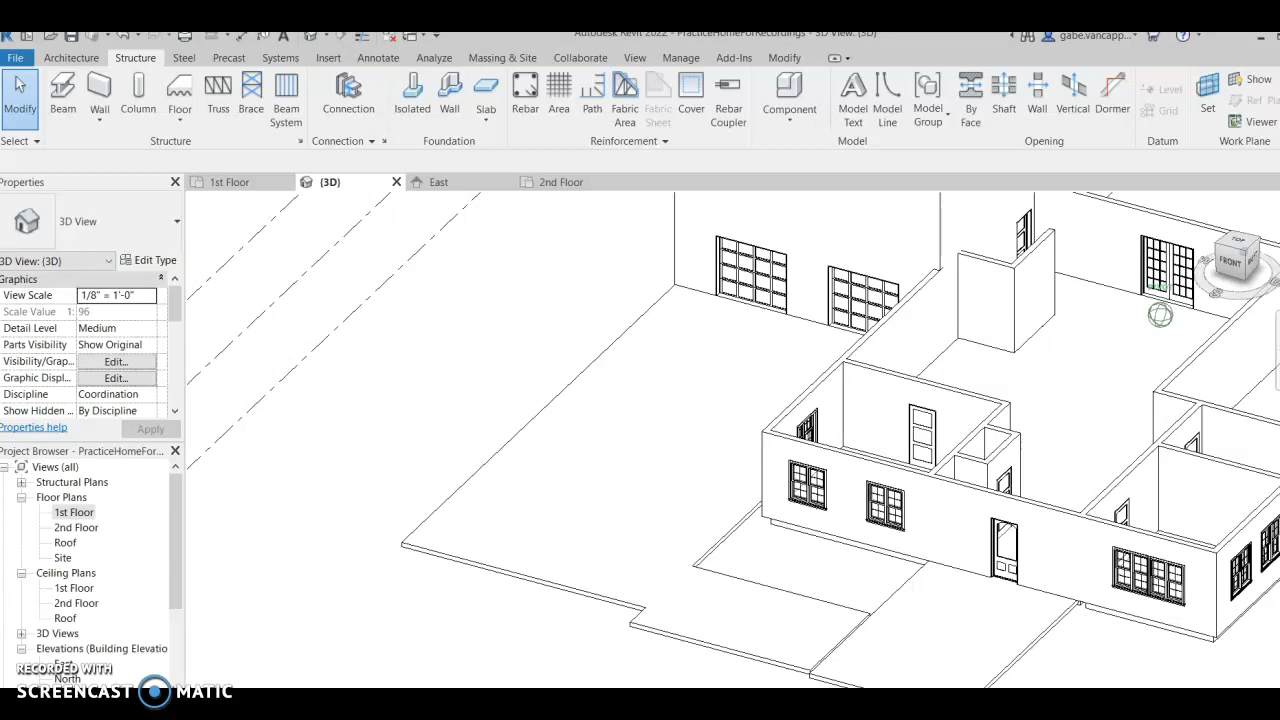 Autodesk Revit 2022 - PracticeHomeForRecordings - 3D View: (3D)
gabe.vancapp...
File Architecture Structure Steel Precast Systems Insert Annotate Analyze Massing & Site Collaborate View Manage Add-Ins Modify
Modify Beam Wall Column Floor Truss Brace Beam System Connection Isolated Wall Slab Rebar Area Path Fabric Area Fabric Sheet Cover Rebar Coupler Component Model Text Model Line Model Group By Face Shaft Wall Vertical Dormer Level Grid Set Show Viewer
Select Structure Connection Foundation Reinforcement Model Opening Datum Work Plane
Properties
1st Floor (3D) East 2nd Floor
3D View
3D View: (3D) Edit Type
Graphics
View Scale 1/8" = 1'-0"
Scale Value 1: 96
Detail Level Medium
Parts Visibility Show Original
Visibility/Grap... Edit...
Graphic Displ... Edit...
Discipline Coordination
Show Hidden ... By Discipline
Properties help Apply
Project Browser - PracticeHomeFor...
Views (all)
Structural Plans
Floor Plans
1st Floor
2nd Floor
Roof
Site
Ceiling Plans
1st Floor
2nd Floor
Roof
3D Views
Elevations (Building Elevatio
East
North
TOP
FRONT
RECORDED WITH
SCREENCAST MATIC